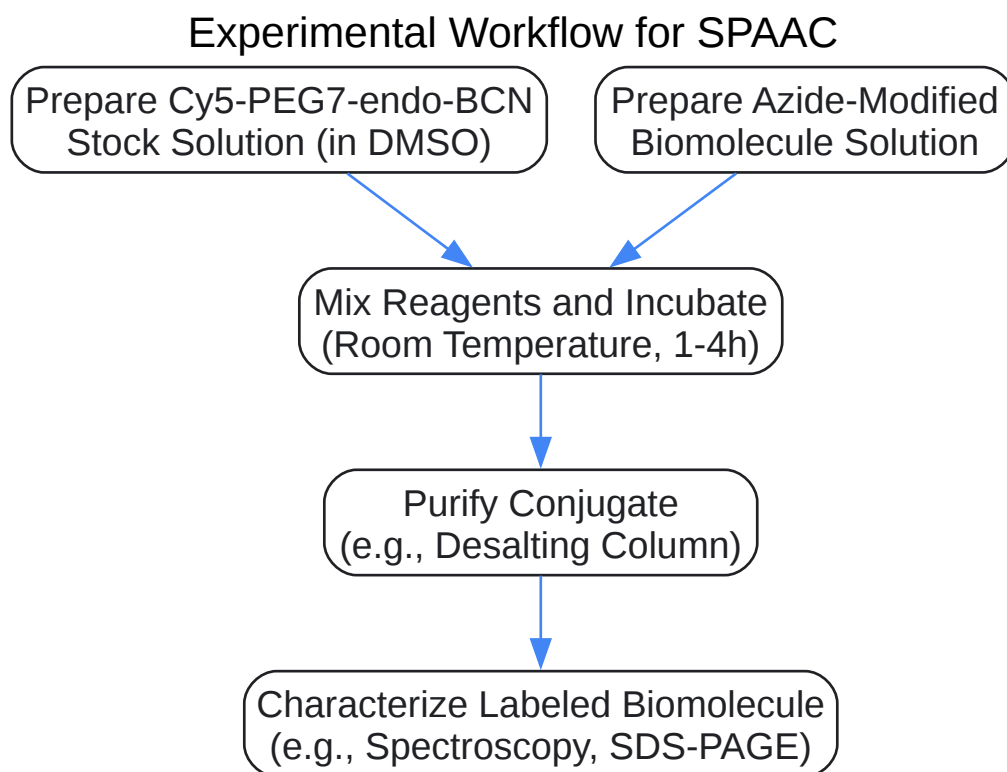 Experimental Workflow for SPAAC
Prepare Cy5-PEG7-endo-BCN
Stock Solution (in DMSO)
Prepare Azide-Modified
Biomolecule Solution
Mix Reagents and Incubate
(Room Temperature, 1-4h)
Purify Conjugate
(e.g., Desalting Column)
Characterize Labeled Biomolecule
(e.g., Spectroscopy, SDS-PAGE)